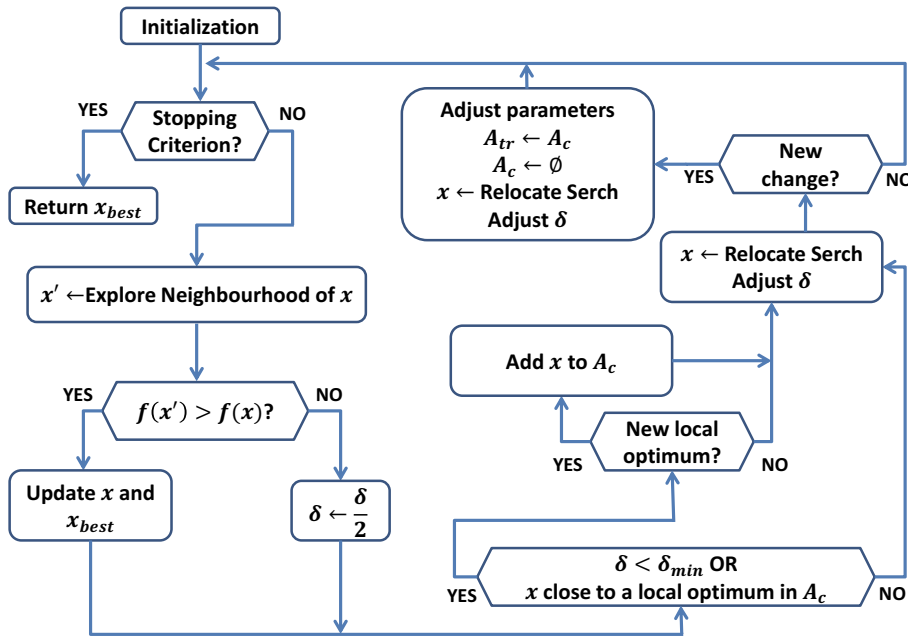 Initialization
Stopping
Criterion?
YES
NO
Return x_best
x′ ←Explore Neighbourhood of x
f(x′) > f(x)?
YES
NO
Update x and
x_best
δ ← δ/2
δ < δ_min OR
x close to a local optimum in A_c
YES
NO
New local
optimum?
YES
NO
Add x to A_c
x ← Relocate Serch
Adjust δ
New
change?
YES
NO
Adjust parameters
A_tr ← A_c
A_c ← ∅
x ← Relocate Serch
Adjust δ